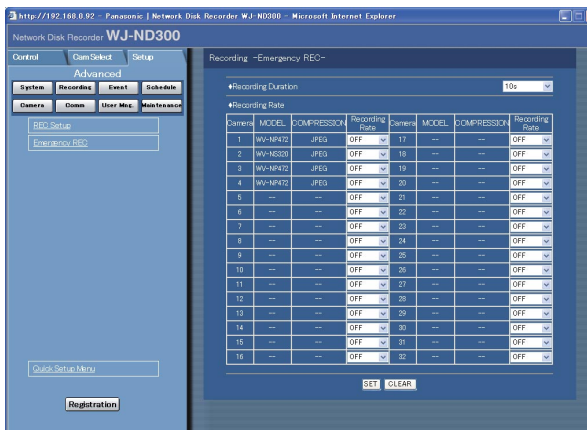 http://192.168.0.92 - Panasonic | Network Disk Recorder WJ-ND300 - Microsoft Internet Explorer
Network Disk Recorder WJ-ND300
Control Cam Select Setup
Advanced
System Recording Event Schedule
Camera Comm User Mng. Maintenance
REC Setup
Emergency REC
Quick Setup Menu
Registration
Recording -Emergency REC-
♦Recording Duration 10s
♦Recording Rate
Camera MODEL COMPRESSION Recording Rate Camera MODEL COMPRESSION Recording Rate
1 WV-NP472 JPEG OFF 17 -- -- OFF
2 WV-NS320 JPEG OFF 18 -- -- OFF
3 WV-NP472 JPEG OFF 19 -- -- OFF
4 WV-NP472 JPEG OFF 20 -- -- OFF
5 -- -- OFF 21 -- -- OFF
6 -- -- OFF 22 -- -- OFF
7 -- -- OFF 23 -- -- OFF
8 -- -- OFF 24 -- -- OFF
9 -- -- OFF 25 -- -- OFF
10 -- -- OFF 26 -- -- OFF
11 -- -- OFF 27 -- -- OFF
12 -- -- OFF 28 -- -- OFF
13 -- -- OFF 29 -- -- OFF
14 -- -- OFF 30 -- -- OFF
15 -- -- OFF 31 -- -- OFF
16 -- -- OFF 32 -- -- OFF
SET CLEAR